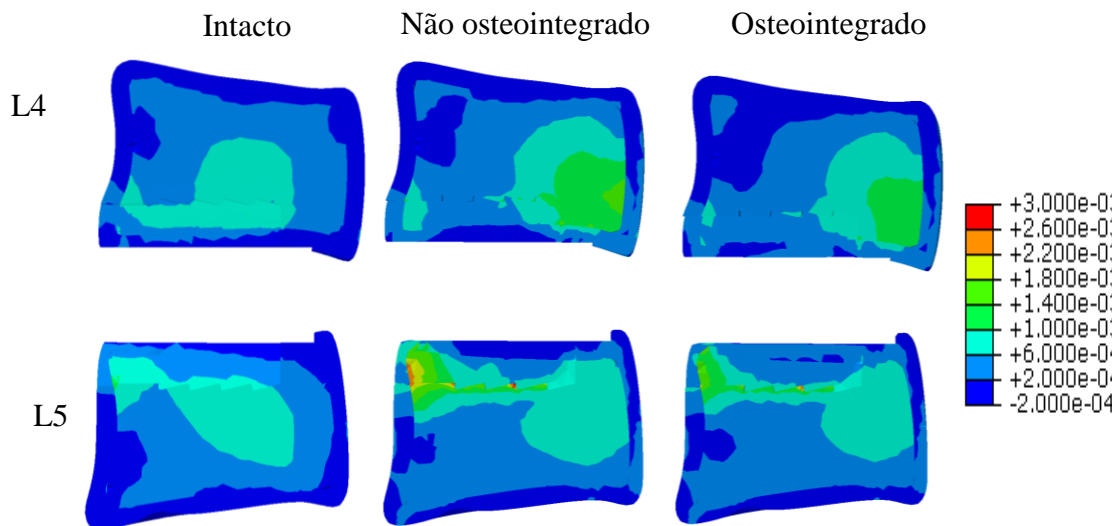 Intacto
Não osteointegrado
Osteointegrado
L4
L5
+3.000e-03
+2.600e-03
+2.200e-03
+1.800e-03
+1.400e-03
+1.000e-03
+6.000e-04
+2.000e-04
-2.000e-04